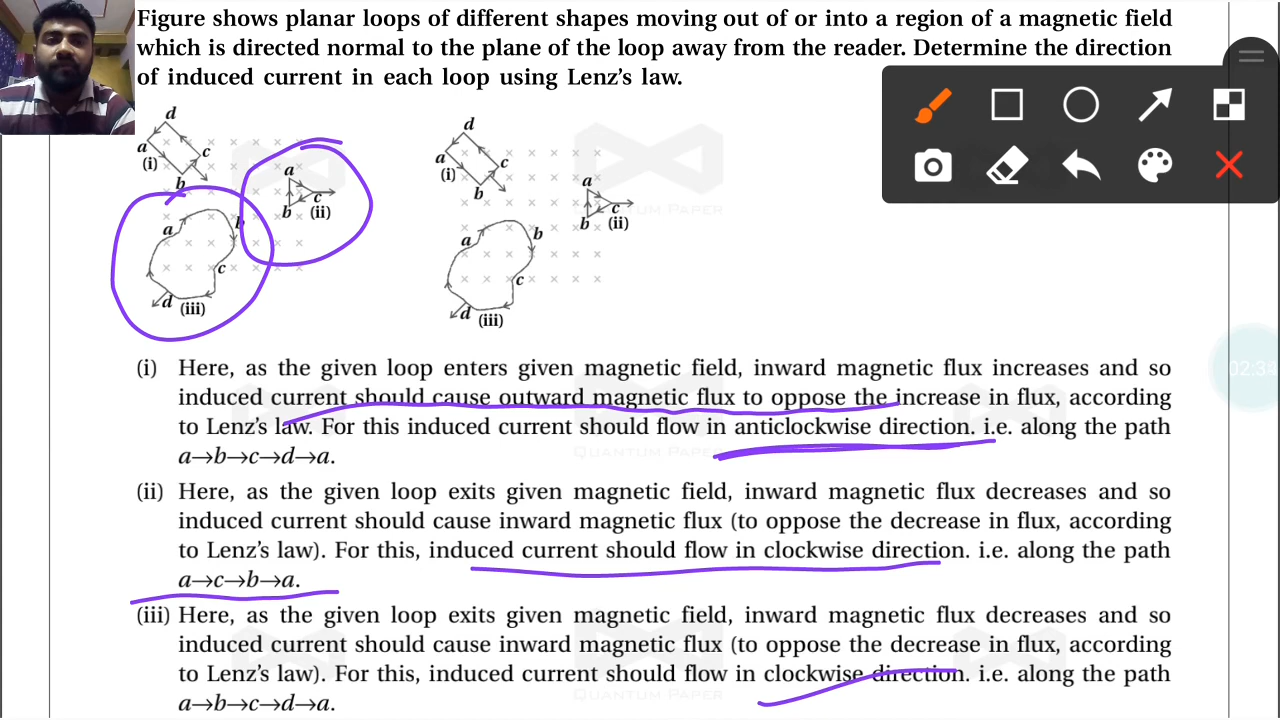 Figure shows planar loops of different shapes moving out of or into a region of a magnetic field
which is directed normal to the plane of the loop away from the reader. Determine the direction
of induced current in each loop using Lenz's law.
d
a
c
(i)
b
a
b
c
(ii)
a
b
c
d
(iii)
d
a
c
(i)
b
a
b
c
(ii)
a
b
c
d
(iii)
02:34
(i) Here, as the given loop enters given magnetic field, inward magnetic flux increases and so
induced current should cause outward magnetic flux to oppose the increase in flux, according
to Lenz's law. For this induced current should flow in anticlockwise direction. i.e. along the path
a→b→c→d→a.
QUANTUM PAPER
(ii) Here, as the given loop exits given magnetic field, inward magnetic flux decreases and so
induced current should cause inward magnetic flux (to oppose the decrease in flux, according
to Lenz's law). For this, induced current should flow in clockwise direction. i.e. along the path
a→c→b→a.
(iii) Here, as the given loop exits given magnetic field, inward magnetic flux decreases and so
induced current should cause inward magnetic flux (to oppose the decrease in flux, according
to Lenz's law). For this, induced current should flow in clockwise direction. i.e. along the path
a→b→c→d→a.
QUANTUM PAPER